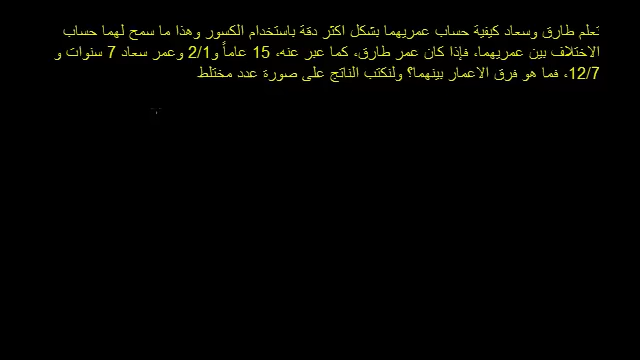 تعلم طارق وسعاد كيفية حساب عمريهما بشكل اكثر دقة باستخدام الكسور وهذا ما سمح لهما حساب
الاختلاف بين عمريهما، فإذا كان عمر طارق، كما عبر عنه، 15 عاماً و2/1 وعمر سعاد 7 سنوات و
12/7، فما هو فرق الاعمار بينهما؟ ولنكتب الناتج على صورة عدد مختلط